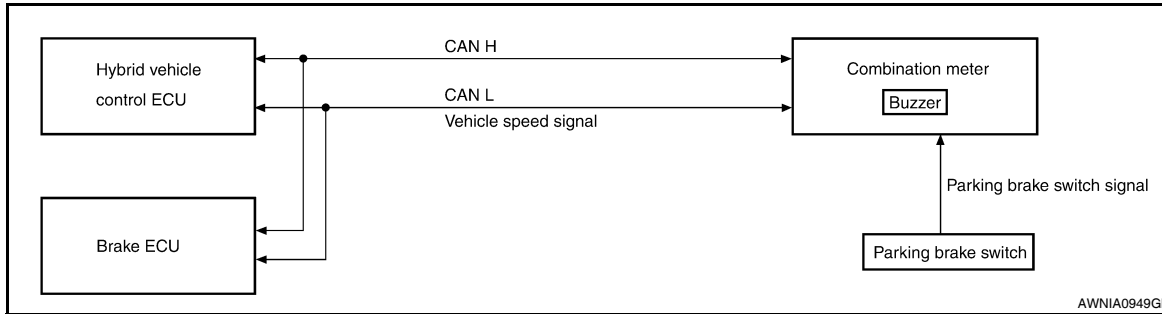 Hybrid vehicle
control ECU
CAN H
CAN L
Vehicle speed signal
Combination meter
Buzzer
Parking brake switch signal
Brake ECU
Parking brake switch
AWNIA0949G